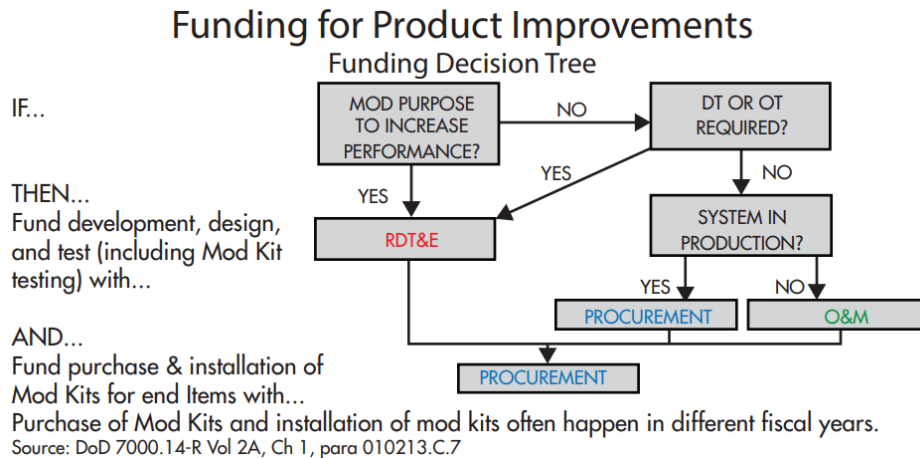 Funding for Product Improvements
Funding Decision Tree
IF...
MOD PURPOSE
TO INCREASE
PERFORMANCE?
NO
DT OR OT
REQUIRED?
YES
YES
NO
THEN...
Fund development, design,
and test (including Mod Kit
testing) with...
RDT&E
SYSTEM IN
PRODUCTION?
YES
NO
PROCUREMENT
O&M
AND...
Fund purchase & installation of
Mod Kits for end Items with...
PROCUREMENT
Purchase of Mod Kits and installation of mod kits often happen in different fiscal years.
Source: DoD 7000.14-R Vol 2A, Ch 1, para 010213.C.7